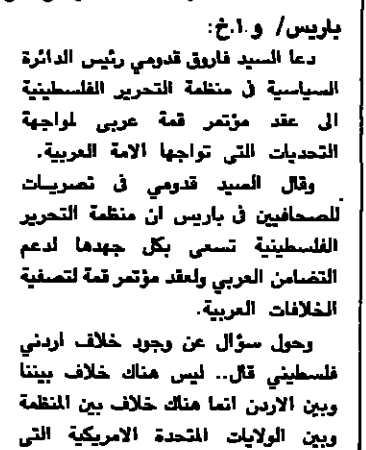 باريس/ و.ا.خ:
دعا السيد فاروق قدومي رئيس الدائرة
السياسية في منظمة التحرير الفلسطينية
الى عقد مؤتمر قمة عربي لمواجهة
التحديات التي تواجها الامة العربية.
وقال السيد قدومي في تصريــات
للصحافيين في باريس ان منظمة التحرير
الفلسطينية تسعى بكل جهدها لدعم
التضامن العربي ولعقد مؤتمر قمة لتصفية
الخلافات العربية.
وحول سؤال عن وجود خلاف اردني
فلسطيني قال.. ليس هناك خلاف بيننا
وبين الاردن انما هناك خلاف بين المنظمة
وبين الولايات المتحدة الامريكية التي